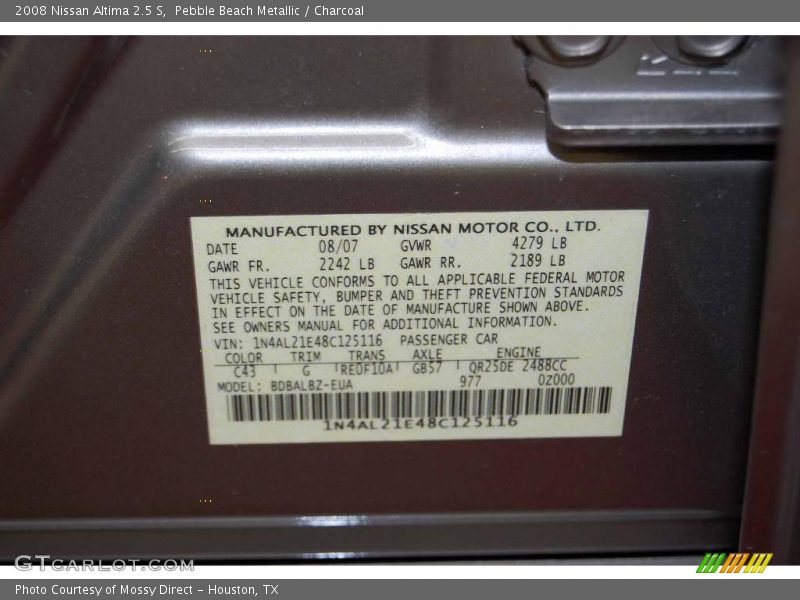 2008 Nissan Altima 2.5 S, Pebble Beach Metallic / Charcoal
MANUFACTURED BY NISSAN MOTOR CO., LTD.
DATE 08/07 GVWR 4279 LB
GAWR FR. 2242 LB GAWR RR. 2189 LB
THIS VEHICLE CONFORMS TO ALL APPLICABLE FEDERAL MOTOR
VEHICLE SAFETY, BUMPER AND THEFT PREVENTION STANDARDS
IN EFFECT ON THE DATE OF MANUFACTURE SHOWN ABOVE.
SEE OWNERS MANUAL FOR ADDITIONAL INFORMATION.
VIN: 1N4AL21E48C125116 PASSENGER CAR
COLOR TRIM TRANS AXLE ENGINE
C43 G RE0F10A GB57 QR25DE 2488CC
MODEL: BDBALBZ-EUA 977 0Z000
1N4AL21E48C125116
GTCARLOT.COM
Photo Courtesy of Mossy Direct - Houston, TX